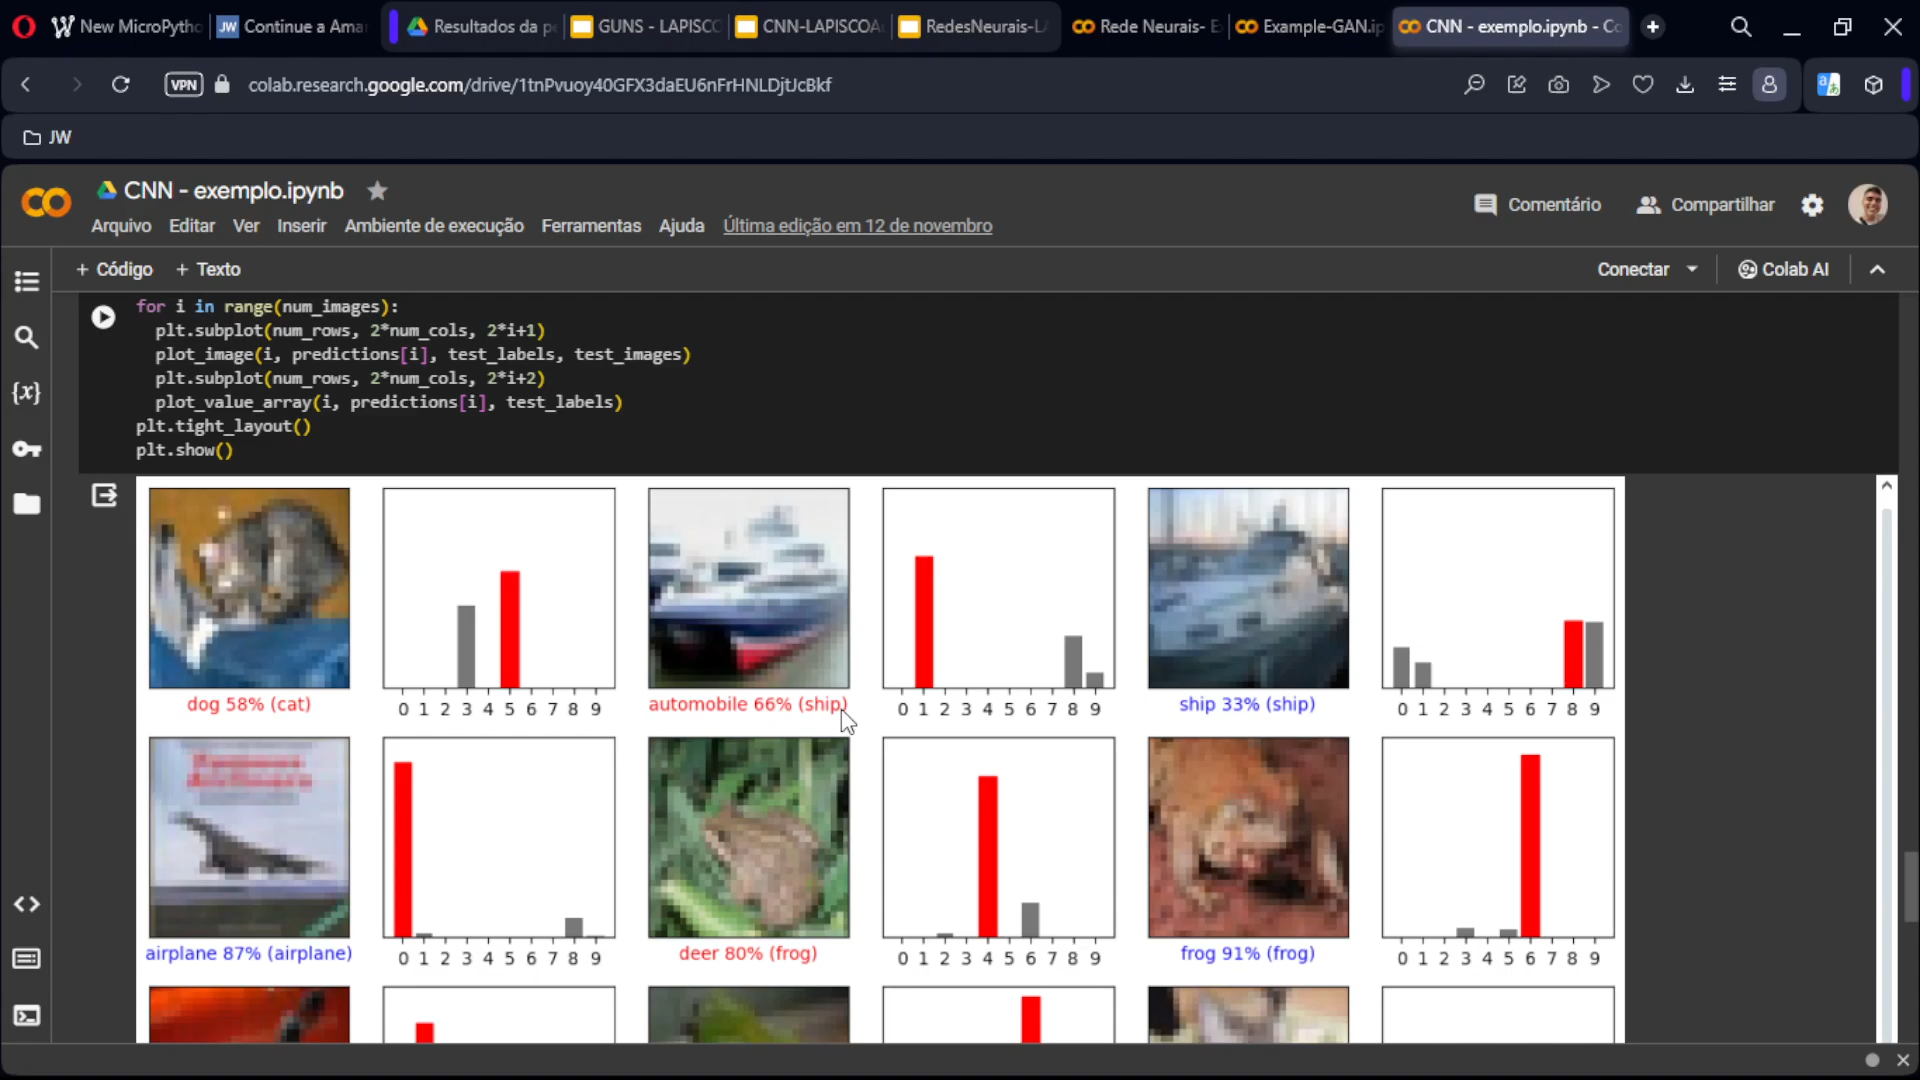 New MicroPytho
JW Continue a Ama
Resultados da pe
GUNS - LAPISCO
CNN-LAPISCOA
RedesNeurais-LA
Rede Neurais- E
Example-GAN.ip
CNN - exemplo.ipynb - Co
VPN colab.research.google.com/drive/1tnPvuoy40GFX3daEU6nFrHNLDjtJcBkf
JW
CNN - exemplo.ipynb
Comentário Compartilhar
Arquivo Editar Ver Inserir Ambiente de execução Ferramentas Ajuda Última edição em 12 de novembro
+ Código + Texto Conectar Colab AI
for i in range(num_images):
plt.subplot(num_rows, 2*num_cols, 2*i+1)
plot_image(i, predictions[i], test_labels, test_images)
plt.subplot(num_rows, 2*num_cols, 2*i+2)
plot_value_array(i, predictions[i], test_labels)
plt.tight_layout()
plt.show()
dog 58% (cat) 0 1 2 3 4 5 6 7 8 9 automobile 66% (ship) 0 1 2 3 4 5 6 7 8 9 ship 33% (ship) 0 1 2 3 4 5 6 7 8 9
airplane 87% (airplane) 0 1 2 3 4 5 6 7 8 9 deer 80% (frog) 0 1 2 3 4 5 6 7 8 9 frog 91% (frog) 0 1 2 3 4 5 6 7 8 9